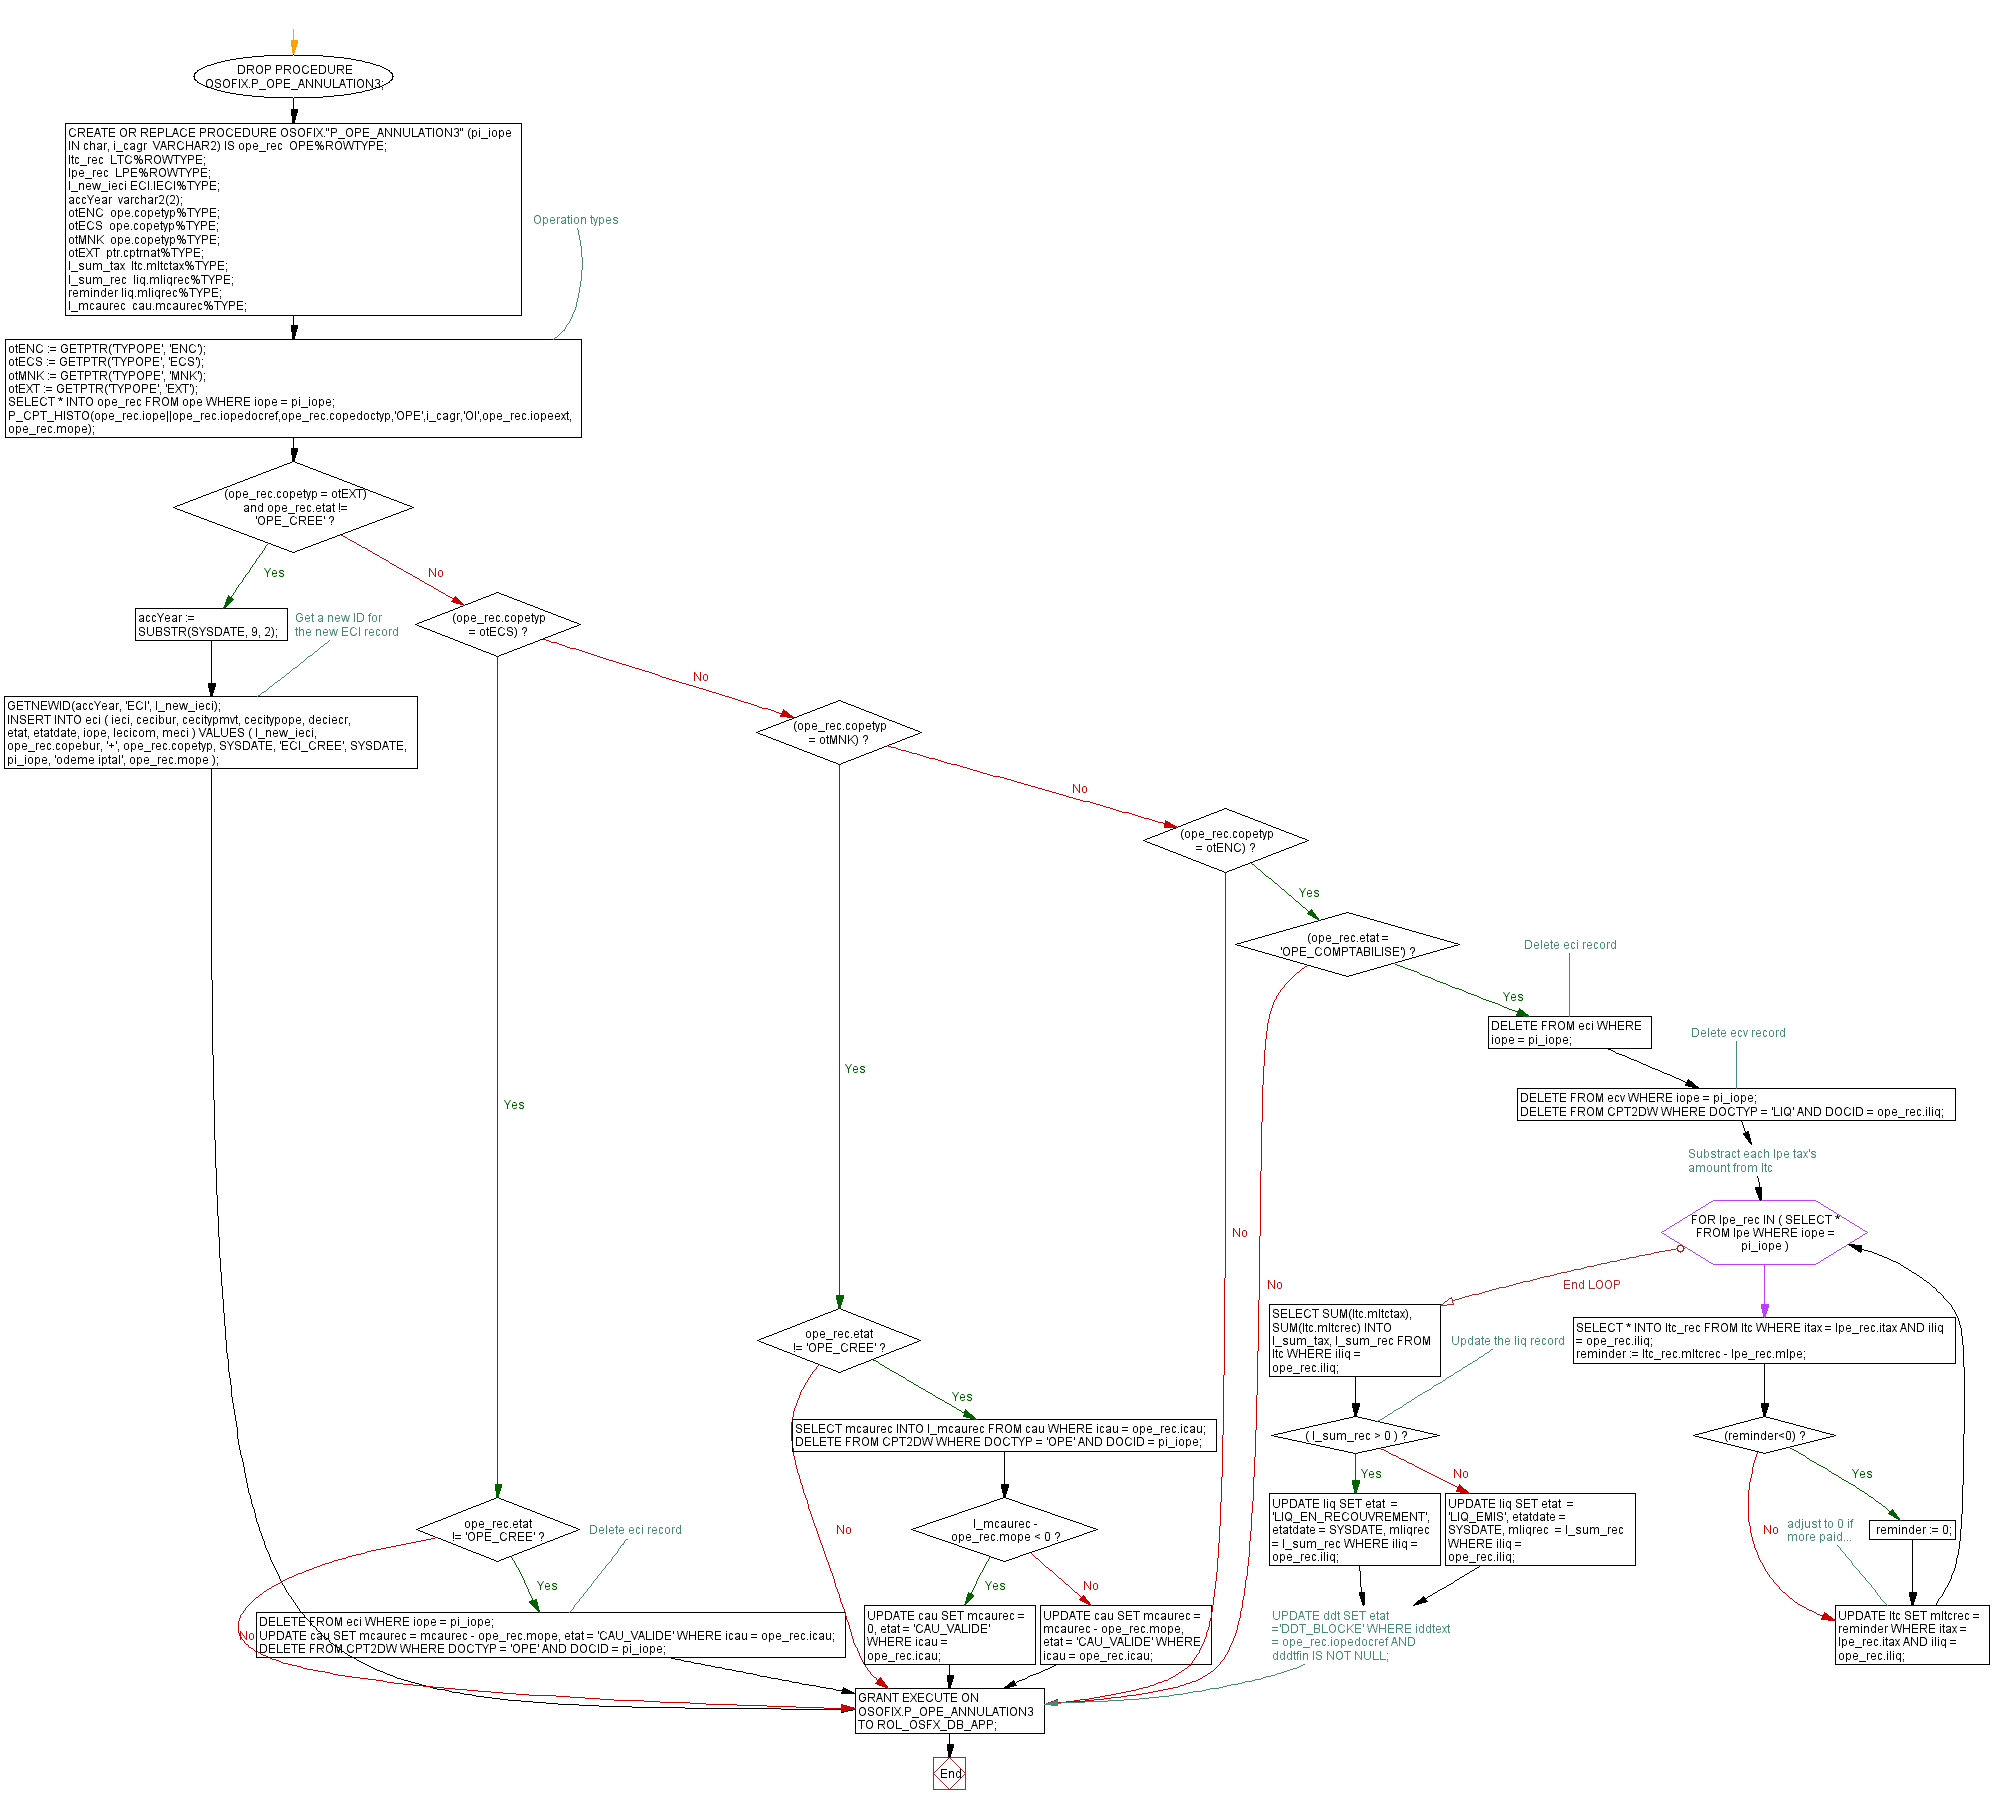 DROP PROCEDURE
OSOFIX.P_OPE_ANNULATION3;
CREATE OR REPLACE PROCEDURE OSOFIX."P_OPE_ANNULATION3" (pi_iope
IN char, i_cagr  VARCHAR2) IS ope_rec  OPE%ROWTYPE;
ltc_rec  LTC%ROWTYPE;
lpe_rec  LPE%ROWTYPE;
l_new_ieci ECI.IECI%TYPE;
accYear  varchar2(2);
otENC  ope.copetyp%TYPE;
otECS  ope.copetyp%TYPE;
otMNK  ope.copetyp%TYPE;
otEXT  ptr.cptrnat%TYPE;
l_sum_tax  ltc.mltctax%TYPE;
l_sum_rec  liq.mliqrec%TYPE;
reminder liq.mliqrec%TYPE;
l_mcaurec  cau.mcaurec%TYPE;
Operation types
otENC := GETPTR('TYPOPE', 'ENC');
otECS := GETPTR('TYPOPE', 'ECS');
otMNK := GETPTR('TYPOPE', 'MNK');
otEXT := GETPTR('TYPOPE', 'EXT');
SELECT * INTO ope_rec FROM ope WHERE iope = pi_iope;
P_CPT_HISTO(ope_rec.iope||ope_rec.iopedocref,ope_rec.copedoctyp,'OPE',i_cagr,'OI',ope_rec.iopeext,
ope_rec.mope);
(ope_rec.copetyp = otEXT)
and ope_rec.etat !=
'OPE_CREE' ?
Yes
No
accYear :=
SUBSTR(SYSDATE, 9, 2);
Get a new ID for
the new ECI record
(ope_rec.copetyp
= otECS) ?
No
GETNEWID(accYear, 'ECI', l_new_ieci);
INSERT INTO eci ( ieci, cecibur, cecitypmvt, cecitypope, deciecr,
etat, etatdate, iope, lecicom, meci ) VALUES ( l_new_ieci,
ope_rec.copebur, '+', ope_rec.copetyp, SYSDATE, 'ECI_CREE', SYSDATE,
pi_iope, 'odeme iptal', ope_rec.mope );
(ope_rec.copetyp
= otMNK) ?
No
(ope_rec.copetyp
= otENC) ?
Yes
(ope_rec.etat =
'OPE_COMPTABILISE') ?
Delete eci record
Yes
DELETE FROM eci WHERE
iope = pi_iope;
Delete ecv record
Yes
Yes
DELETE FROM ecv WHERE iope = pi_iope;
DELETE FROM CPT2DW WHERE DOCTYP = 'LIQ' AND DOCID = ope_rec.iliq;
Substract each lpe tax's
amount from ltc
FOR lpe_rec IN ( SELECT *
FROM lpe WHERE iope =
pi_iope )
No
No
End LOOP
SELECT SUM(ltc.mltctax),
SUM(ltc.mltcrec) INTO
l_sum_tax, l_sum_rec FROM
ltc WHERE iliq =
ope_rec.iliq;
Update the liq record
SELECT * INTO ltc_rec FROM ltc WHERE itax = lpe_rec.itax AND iliq
= ope_rec.iliq;
reminder := ltc_rec.mltcrec - lpe_rec.mlpe;
ope_rec.etat
!= 'OPE_CREE' ?
Yes
SELECT mcaurec INTO l_mcaurec FROM cau WHERE icau = ope_rec.icau;
DELETE FROM CPT2DW WHERE DOCTYP = 'OPE' AND DOCID = pi_iope;
( l_sum_rec > 0 ) ?
(reminder<0) ?
Yes
No
Yes
UPDATE liq SET etat  =
'LIQ_EN_RECOUVREMENT',
etatdate = SYSDATE, mliqrec
= l_sum_rec WHERE iliq =
ope_rec.iliq;
UPDATE liq SET etat  =
'LIQ_EMIS', etatdate =
SYSDATE, mliqrec  = l_sum_rec
WHERE iliq =
ope_rec.iliq;
No
adjust to 0 if
more paid...
reminder := 0;
ope_rec.etat
!= 'OPE_CREE' ?
Delete eci record
No
l_mcaurec -
ope_rec.mope < 0 ?
Yes
Yes
No
No
DELETE FROM eci WHERE iope = pi_iope;
UPDATE cau SET mcaurec = mcaurec - ope_rec.mope, etat = 'CAU_VALIDE' WHERE icau = ope_rec.icau;
DELETE FROM CPT2DW WHERE DOCTYP = 'OPE' AND DOCID = pi_iope;
UPDATE cau SET mcaurec =
0, etat = 'CAU_VALIDE'
WHERE icau =
ope_rec.icau;
UPDATE cau SET mcaurec =
mcaurec - ope_rec.mope,
etat = 'CAU_VALIDE' WHERE
icau = ope_rec.icau;
UPDATE ddt SET etat
='DDT_BLOCKE' WHERE iddtext
= ope_rec.iopedocref AND
dddtfin IS NOT NULL;
UPDATE ltc SET mltcrec =
reminder WHERE itax =
lpe_rec.itax AND iliq =
ope_rec.iliq;
GRANT EXECUTE ON
OSOFIX.P_OPE_ANNULATION3
TO ROL_OSFX_DB_APP;
End